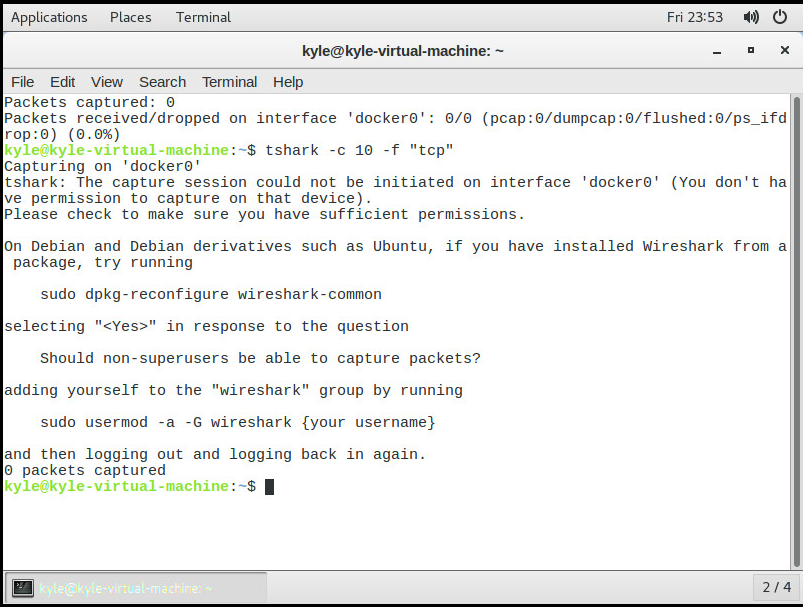 Applications Places Terminal Fri 23:53
kyle@kyle-virtual-machine: ~
File Edit View Search Terminal Help
Packets captured: 0
Packets received/dropped on interface 'docker0': 0/0 (pcap:0/dumpcap:0/flushed:0/ps_ifd
rop:0) (0.0%)
kyle@kyle-virtual-machine:~$ tshark -c 10 -f "tcp"
Capturing on 'docker0'
tshark: The capture session could not be initiated on interface 'docker0' (You don't ha
ve permission to capture on that device).
Please check to make sure you have sufficient permissions.
On Debian and Debian derivatives such as Ubuntu, if you have installed Wireshark from a
package, try running
sudo dpkg-reconfigure wireshark-common
selecting "<Yes>" in response to the question
Should non-superusers be able to capture packets?
adding yourself to the "wireshark" group by running
sudo usermod -a -G wireshark {your username}
and then logging out and logging back in again.
0 packets captured
kyle@kyle-virtual-machine:~$
kyle@kyle-virtual-machine: ~ 2 / 4